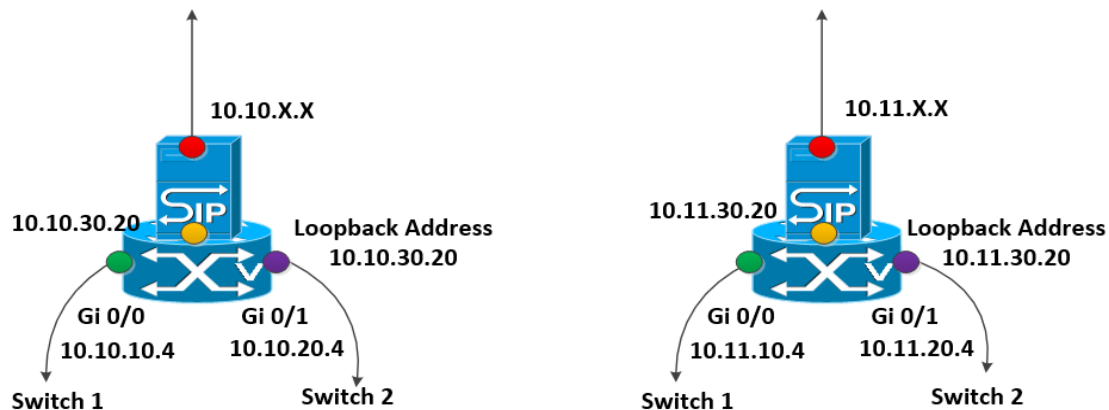 10.10.X.X
SIP
10.10.30.20
Loopback Address
10.10.30.20
V
Gi 0/0
10.10.10.4
Gi 0/1
10.10.20.4
Switch 1
Switch 2
10.11.X.X
SIP
10.11.30.20
Loopback Address
10.11.30.20
V
Gi 0/0
10.11.10.4
Gi 0/1
10.11.20.4
Switch 1
Switch 2